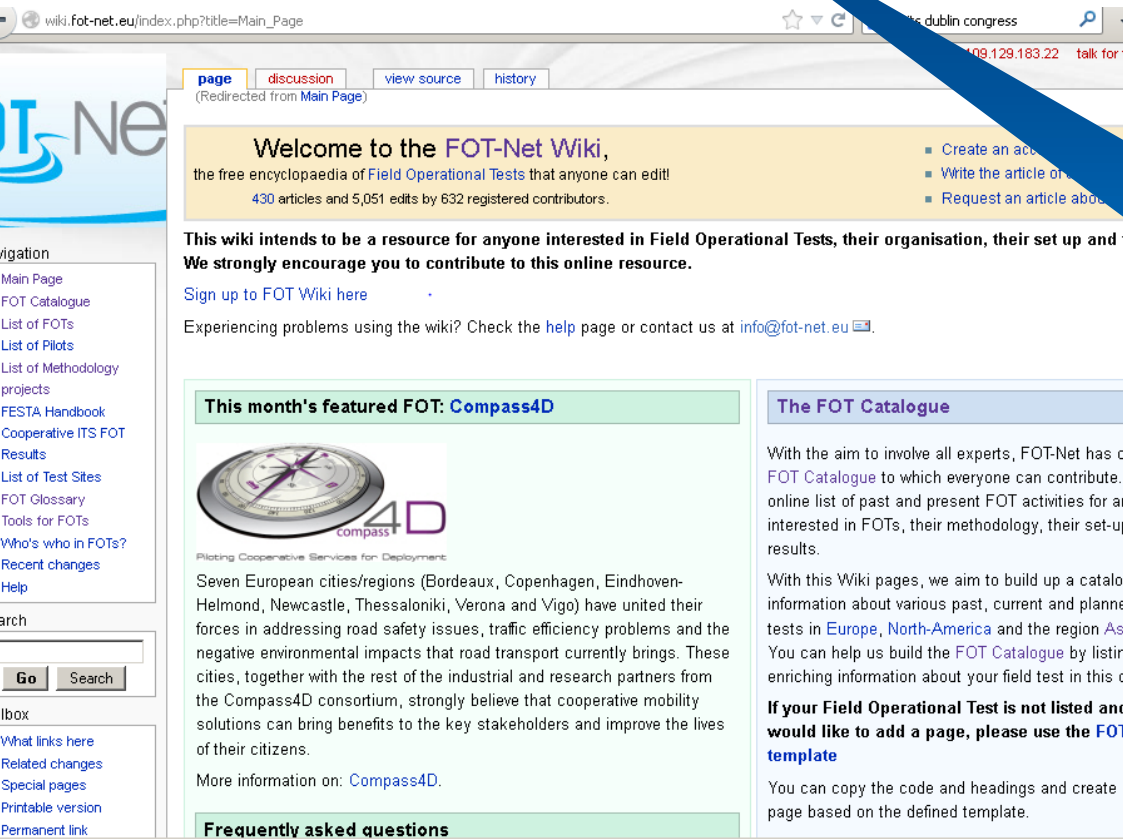 wiki.fot-net.eu/index.php?title=Main_Page
dublin congress
109.129.183.22 talk for
page discussion view source history
(Redirected from Main Page)
Welcome to the FOT-Net Wiki,
the free encyclopaedia of Field Operational Tests that anyone can edit!
430 articles and 5,051 edits by 632 registered contributors.
Create an
Write the article of
Request an article
This wiki intends to be a resource for anyone interested in Field Operational Tests, their organisation, their set up and
We strongly encourage you to contribute to this online resource.
Sign up to FOT Wiki here
Experiencing problems using the wiki? Check the help page or contact us at info@fot-net.eu.
Main Page
FOT Catalogue
List of FOTs
List of Pilots
List of Methodology
projects
FESTA Handbook
Cooperative ITS FOT
Results
List of Test Sites
FOT Glossary
Tools for FOTs
Who's who in FOTs?
Recent changes
Help
Go Search
What links here
Related changes
Special pages
Printable version
Permanent link
This month's featured FOT: Compass4D
compass4D
Piloting Cooperative Services for Deployment
Seven European cities/regions (Bordeaux, Copenhagen, Eindhoven-
Helmond, Newcastle, Thessaloniki, Verona and Vigo) have united their
forces in addressing road safety issues, traffic efficiency problems and the
negative environmental impacts that road transport currently brings. These
cities, together with the rest of the industrial and research partners from
the Compass4D consortium, strongly believe that cooperative mobility
solutions can bring benefits to the key stakeholders and improve the lives
of their citizens.
More information on: Compass4D.
Frequently asked questions
The FOT Catalogue
With the aim to involve all experts, FOT-Net has
FOT Catalogue to which everyone can contribute.
online list of past and present FOT activities for
interested in FOTs, their methodology, their set-up
results.
With this Wiki pages, we aim to build up a
information about various past, current and
tests in Europe, North-America and the region
You can help us build the FOT Catalogue by
enriching information about your field test in this
If your Field Operational Test is not listed
would like to add a page, please use the FOT
template
You can copy the code and headings and create
page based on the defined template.